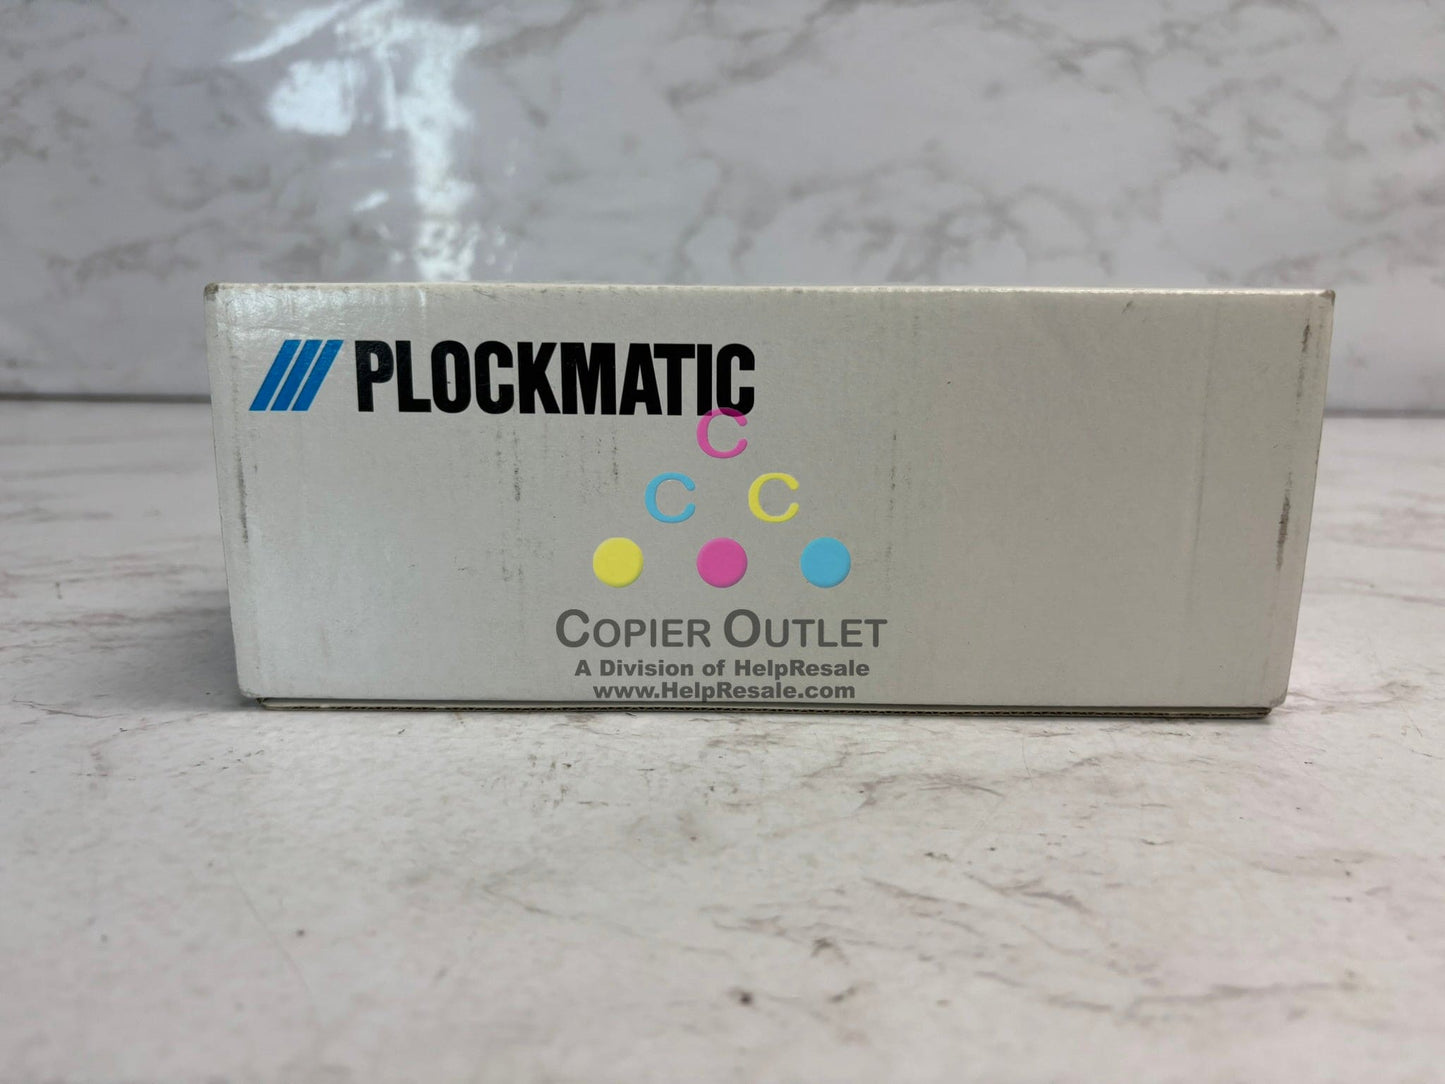 PLOCKMATIC
C
C C
COPIER OUTLET
A Division of HelpResale
www.HelpResale.com